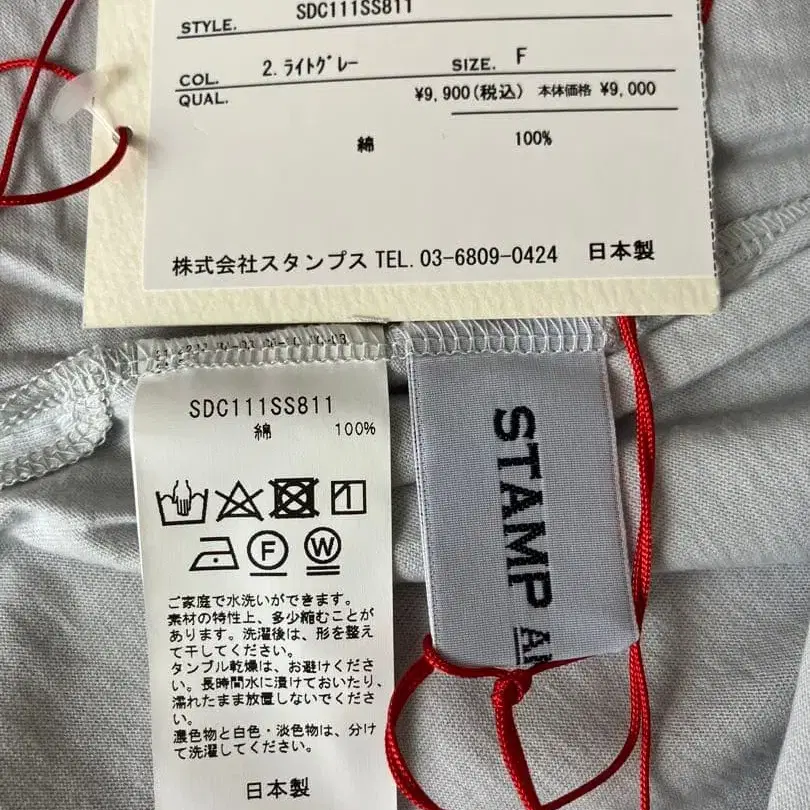 STYLE. SDC111SS811
COL. 2.ﾗｲﾄｸﾞﾚｰ SIZE. F
QUAL. ¥9,900(税込) 本体価格 ¥9,000
綿 100%
株式会社スタンプス TEL. 03-6809-0424 日本製
SDC111SS811
綿 100%
F
W
ご家庭で水洗いができます。
素材の特性上、多少縮むことが
あります。洗濯後は、形を整え
て干してください。
タンブル乾燥は、お避けくださ
い。長時間水に漬けておいたり、
濡れたまま放置しないでくださ
い。
濃色物と白色・淡色物は、分け
て洗濯してください。
日本製
STAMP